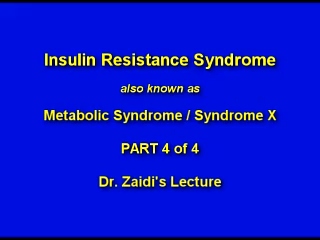 Insulin Resistance Syndrome
also known as
Metabolic Syndrome / Syndrome X
PART 4 of 4
Dr. Zaidi's Lecture